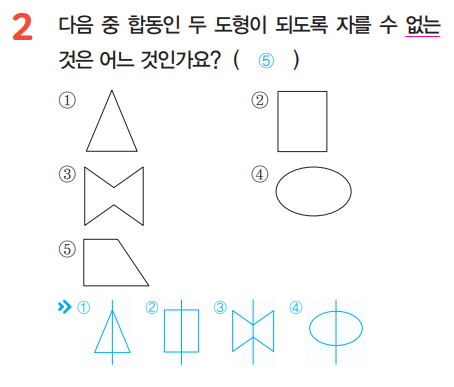 2 다음 중 합동인 두 도형이 되도록 자를 수 없는
것은 어느 것인가요? ( ⑤ )
① ②
③ ④
⑤
» ① ② ③ ④